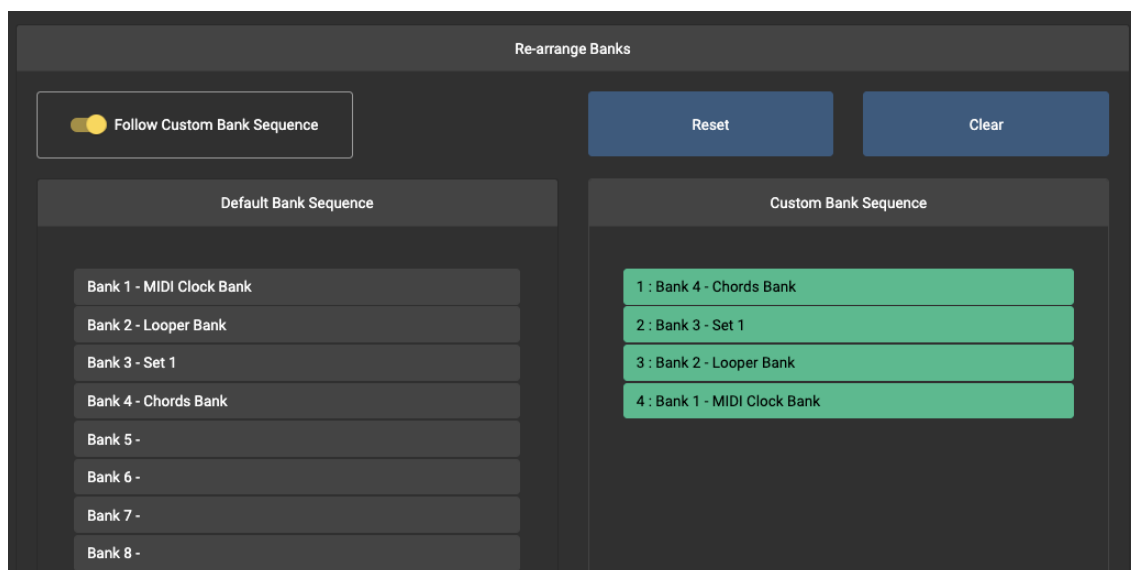 Re-arrange Banks
Follow Custom Bank Sequence
Reset
Clear
Default Bank Sequence
Bank 1 - MIDI Clock Bank
Bank 2 - Looper Bank
Bank 3 - Set 1
Bank 4 - Chords Bank
Bank 5 -
Bank 6 -
Bank 7 -
Bank 8 -
Custom Bank Sequence
1 : Bank 4 - Chords Bank
2 : Bank 3 - Set 1
3 : Bank 2 - Looper Bank
4 : Bank 1 - MIDI Clock Bank